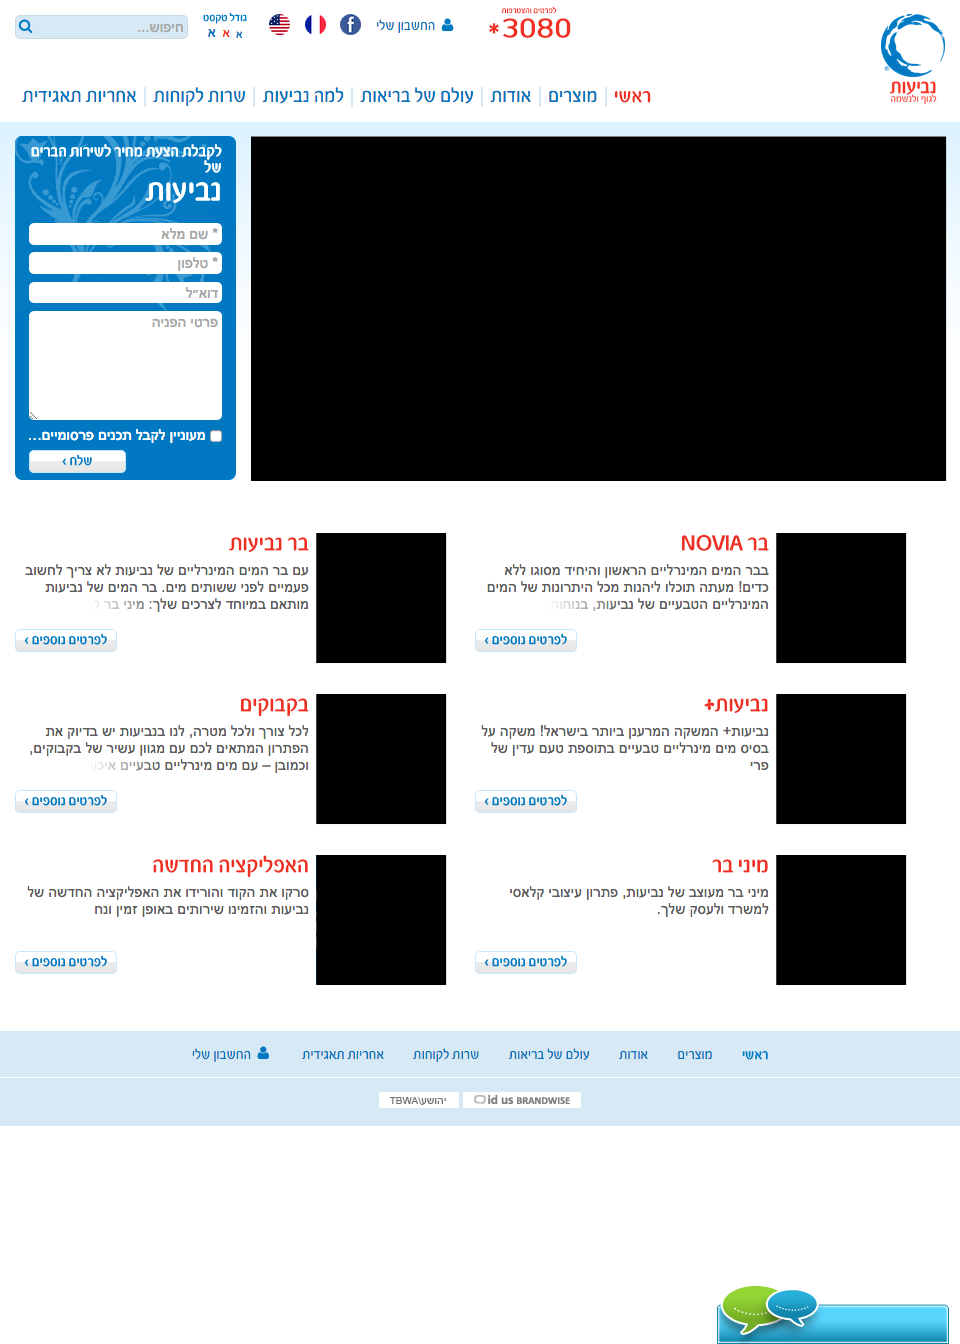 לפרטים והצטרפות
*3080
החשבון שלי
גודל טקסט
א א א
חיפוש...
נביעות
לגוף ולנשמה
ראשי
מוצרים
אודות
עולם של בריאות
למה נביעות
שרות לקוחות
אחריות תאגידית
לקבלת הצעת מחיר לשירות הברים
של
נביעות
* שם מלא
* טלפון
דוא״ל
פרטי הפניה
מעוניין לקבל תכנים פרסומיים...
שלח ›
בר NOVIA
בבר המים המינרליים הראשון והיחיד מסוגו ללא
כדים! מעתה תוכלו ליהנות מכל היתרונות של המים
המינרליים הטבעיים של נביעות, בנוחות
לפרטים נוספים ›
בר נביעות
עם בר המים המינרליים של נביעות לא צריך לחשוב
פעמיים לפני ששותים מים. בר המים של נביעות
מותאם במיוחד לצרכים שלך: מיני בר
לפרטים נוספים ›
נביעות+
נביעות+ המשקה המרענן ביותר בישראל! משקה על
בסיס מים מינרליים טבעיים בתוספת טעם עדין של
פרי
לפרטים נוספים ›
בקבוקים
לכל צורך ולכל מטרה, לנו בנביעות יש בדיוק את
הפתרון המתאים לכם עם מגוון עשיר של בקבוקים,
וכמובן – עם מים מינרליים טבעיים
לפרטים נוספים ›
מיני בר
מיני בר מעוצב של נביעות, פתרון עיצובי קלאסי
למשרד ולעסק שלך.
לפרטים נוספים ›
האפליקציה החדשה
סרקו את הקוד והורידו את האפליקציה החדשה של
נביעות והזמינו שירותים באופן זמין ונח
לפרטים נוספים ›
ראשי
מוצרים
אודות
עולם של בריאות
שרות לקוחות
אחריות תאגידית
החשבון שלי
id us BRANDWISE
יהושע\TBWA